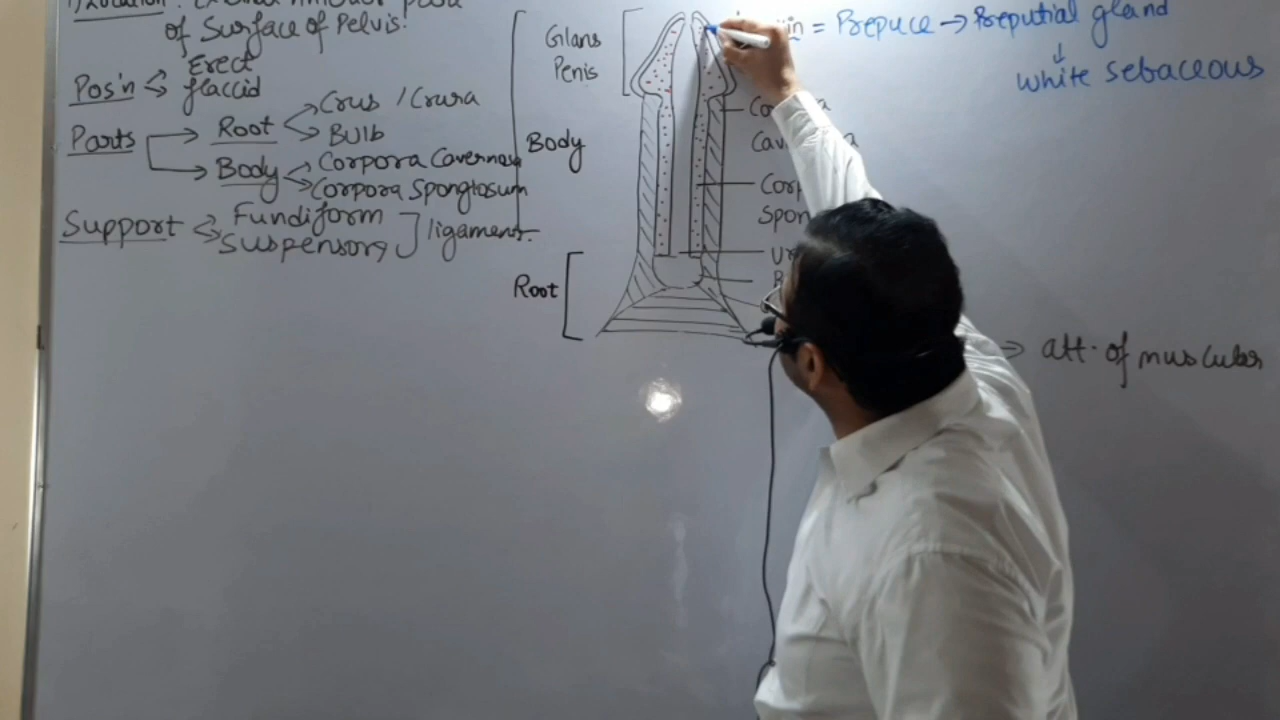 of Surface of Pelvis!
Pos'n Erect
flaccid
Parts → Root Crus / Crura
BUlb
→ Body Corpora Cavernosa
Corpora Spongiosum
Support Fundiform
Suspensory ] ligament
Glans
Penis
Body
Root
= Prepuce → Preputial gland
↓
white sebaceous
⇒ att. of muscular